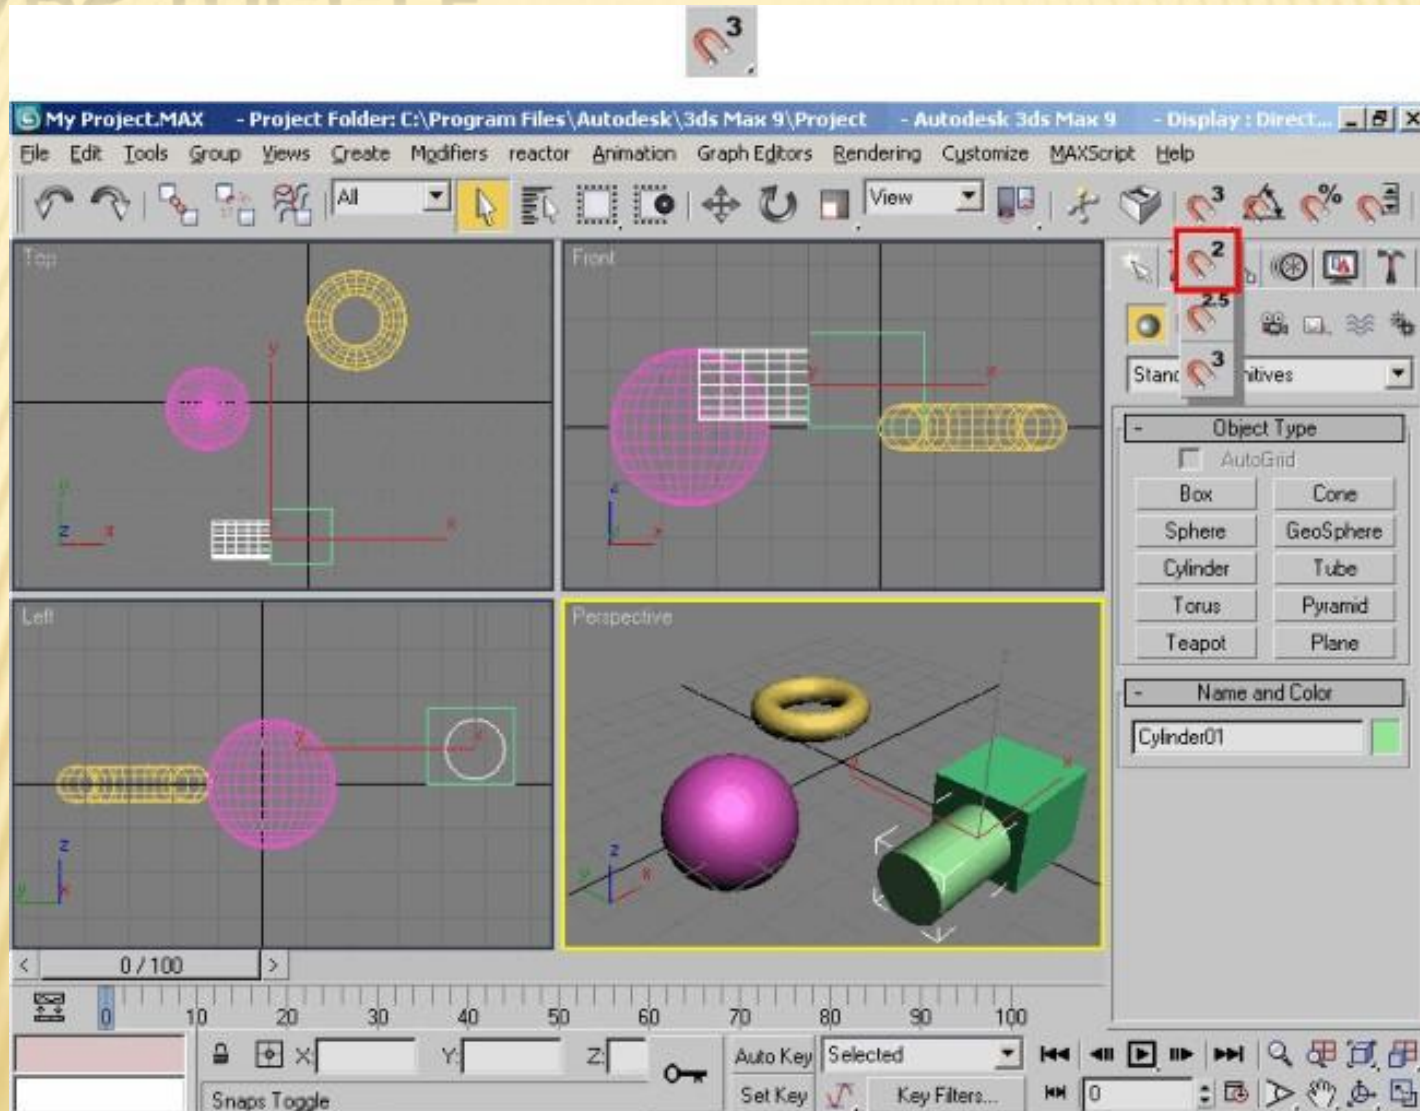 3
My Project.MAX - Project Folder: C:\Program Files\Autodesk\3ds Max 9\Project - Autodesk 3ds Max 9 - Display : Direct...
File Edit Tools Group Views Create Modifiers reactor Animation Graph Editors Rendering Customize MAXScript Help
All View 3 %
2
2.5
3
Top
y
x
y
z x
Front
y x
z
x
Left
y x
z
y x
Perspective
z
y x
y x
Object Type
AutoGrid
Box Cone
Sphere GeoSphere
Cylinder Tube
Torus Pyramid
Teapot Plane
Name and Color
Cylinder01
< 0 / 100 >
0 10 20 30 40 50 60 70 80 90 100
X: Y: Z: Auto Key Selected
Snaps Toggle Set Key Key Filters... 0